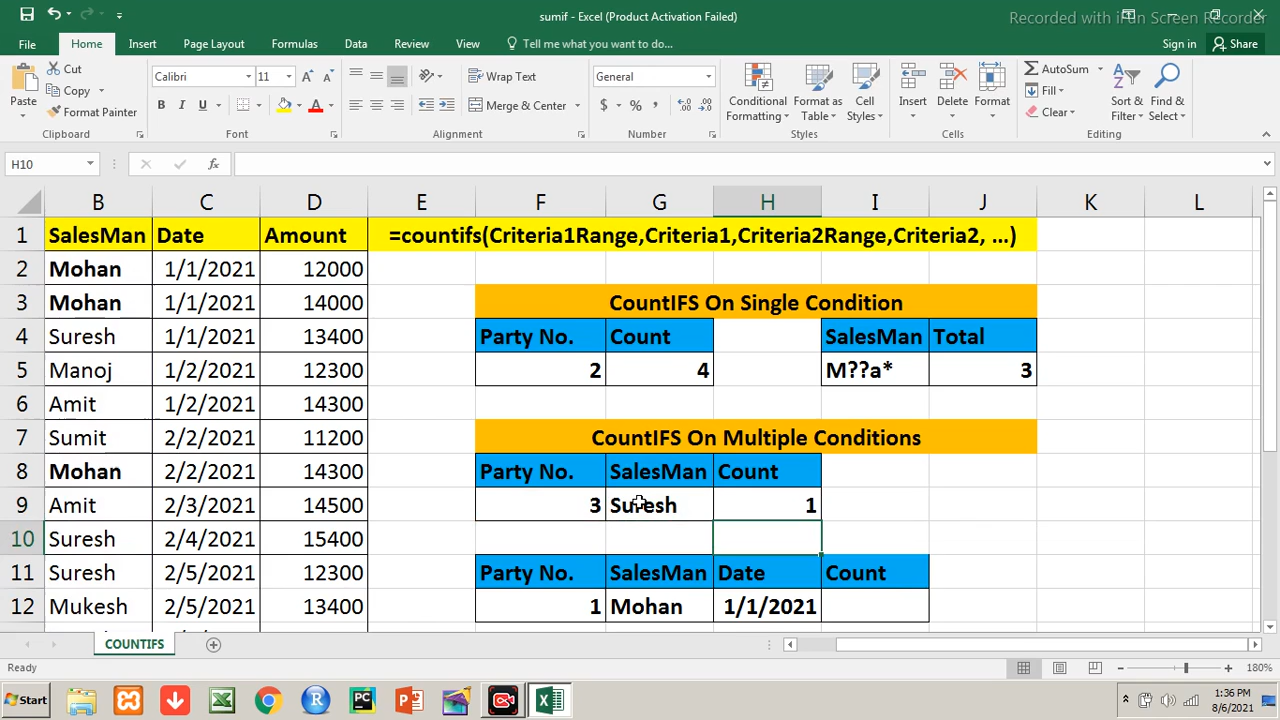 sumif - Excel (Product Activation Failed)
Recorded with iFun Screen Recorder
File Home Insert Page Layout Formulas Data Review View Tell me what you want to do... Sign in Share
Paste Cut Copy Format Painter Clipboard
Calibri 11 B I U A Font
Wrap Text Merge & Center Alignment
General $ % , Number
Conditional Formatting Format as Table Cell Styles Styles
Insert Delete Format Cells
AutoSum Fill Clear Sort & Filter Find & Select Editing
H10 fx
B C D E F G H I J K L
1 SalesMan Date Amount =countifs(Criteria1Range,Criteria1,Criteria2Range,Criteria2, ...)
2 Mohan 1/1/2021 12000
3 Mohan 1/1/2021 14000 CountIFS On Single Condition
4 Suresh 1/1/2021 13400 Party No. Count SalesMan Total
5 Manoj 1/2/2021 12300 2 4 M??a* 3
6 Amit 1/2/2021 14300
7 Sumit 2/2/2021 11200 CountIFS On Multiple Conditions
8 Mohan 2/2/2021 14300 Party No. SalesMan Count
9 Amit 2/3/2021 14500 3 Suresh 1
10 Suresh 2/4/2021 15400
11 Suresh 2/5/2021 12300 Party No. SalesMan Date Count
12 Mukesh 2/5/2021 13400 1 Mohan 1/1/2021
COUNTIFS
Ready 180%
Start 1:36 PM
8/6/2021